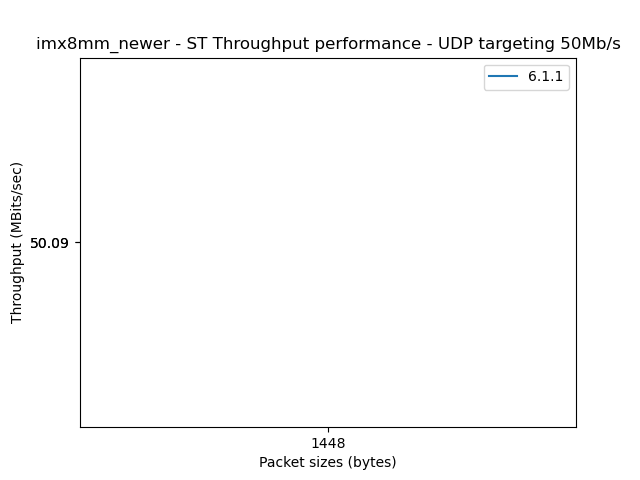 imx8mm_newer - ST Throughput performance - UDP targeting 50Mb/s
6.1.1
Throughput (MBits/sec)
50.09
1448
Packet sizes (bytes)